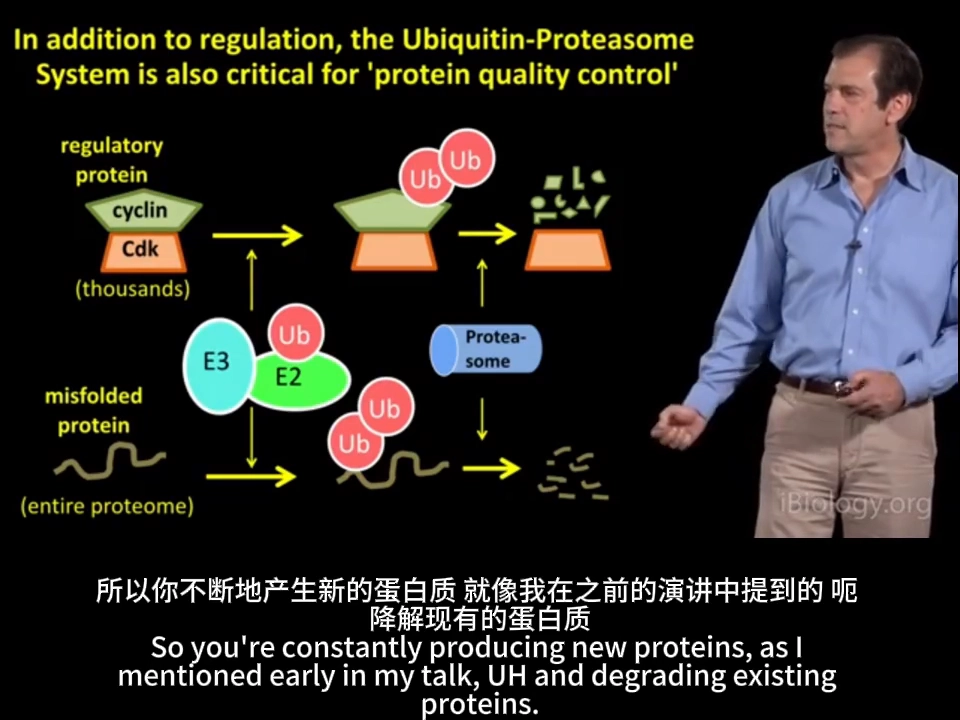 In addition to regulation, the Ubiquitin-Proteasome
System is also critical for 'protein quality control'
regulatory
protein
cyclin
Cdk
(thousands)
Ub
Ub
E3
Ub
E2
Protea-
some
misfolded
protein
Ub
Ub
(entire proteome)
iBiology.org
所以你不断地产生新的蛋白质 就像我在之前的演讲中提到的 呃
降解现有的蛋白质
So you're constantly producing new proteins, as I
mentioned early in my talk, UH and degrading existing
proteins.